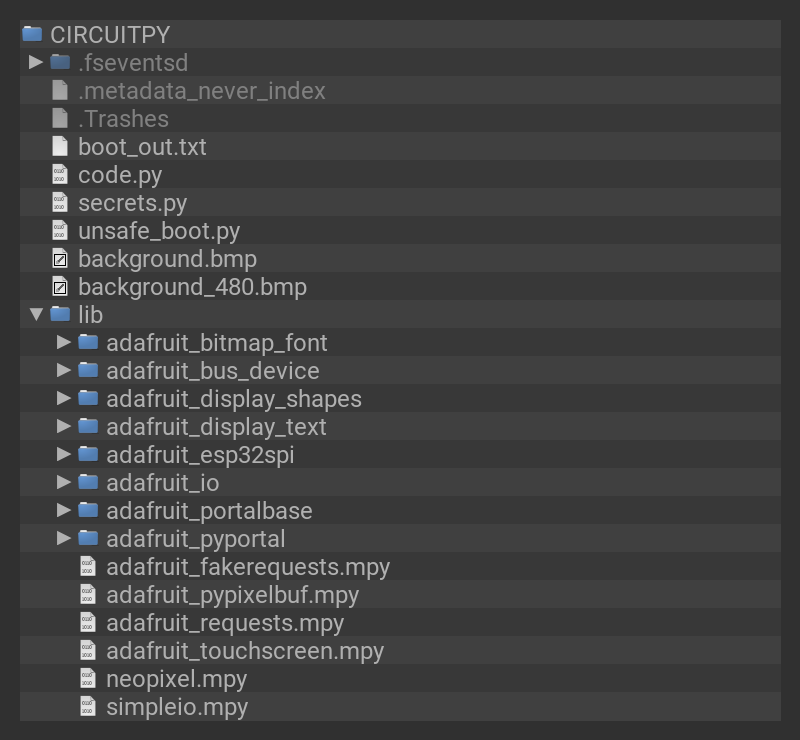 CIRCUITPY
.fseventsd
.metadata_never_index
.Trashes
boot_out.txt
code.py
secrets.py
unsafe_boot.py
background.bmp
background_480.bmp
lib
adafruit_bitmap_font
adafruit_bus_device
adafruit_display_shapes
adafruit_display_text
adafruit_esp32spi
adafruit_io
adafruit_portalbase
adafruit_pyportal
adafruit_fakerequests.mpy
adafruit_pypixelbuf.mpy
adafruit_requests.mpy
adafruit_touchscreen.mpy
neopixel.mpy
simpleio.mpy